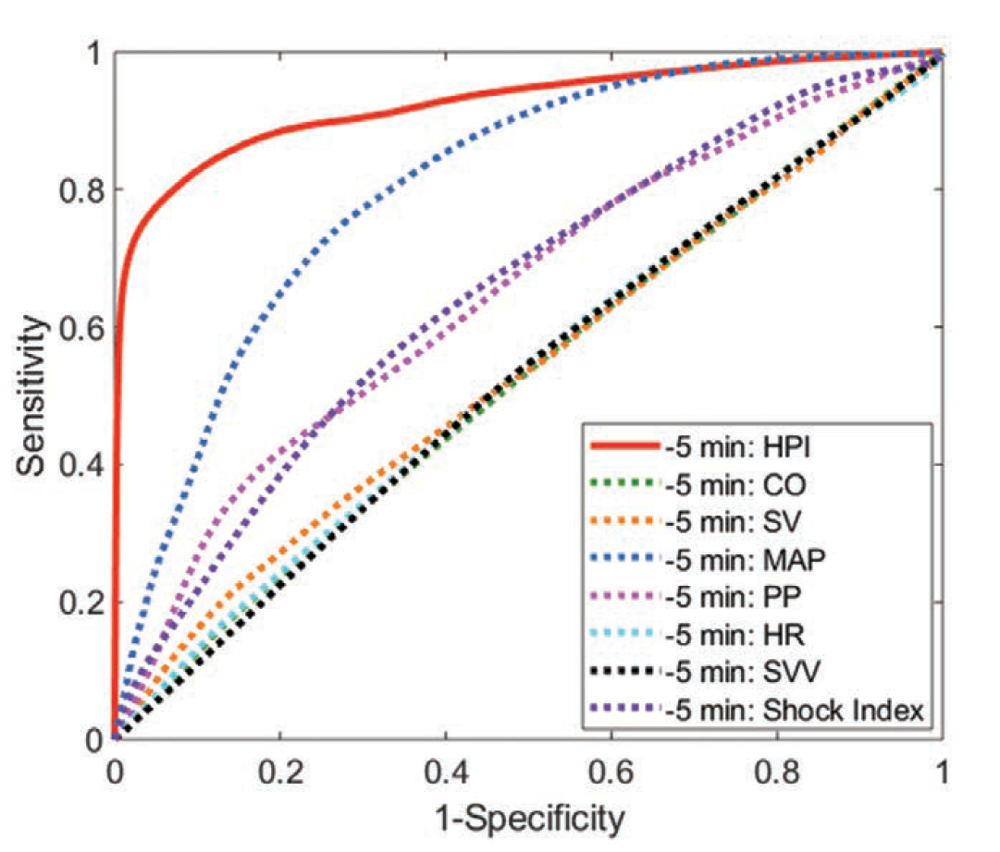 1
0.8
0.6
0.4
0.2
0
Sensitivity
-5 min: HPI
-5 min: CO
-5 min: SV
-5 min: MAP
-5 min: PP
-5 min: HR
-5 min: SVV
-5 min: Shock Index
0 0.2 0.4 0.6 0.8 1
1-Specificity